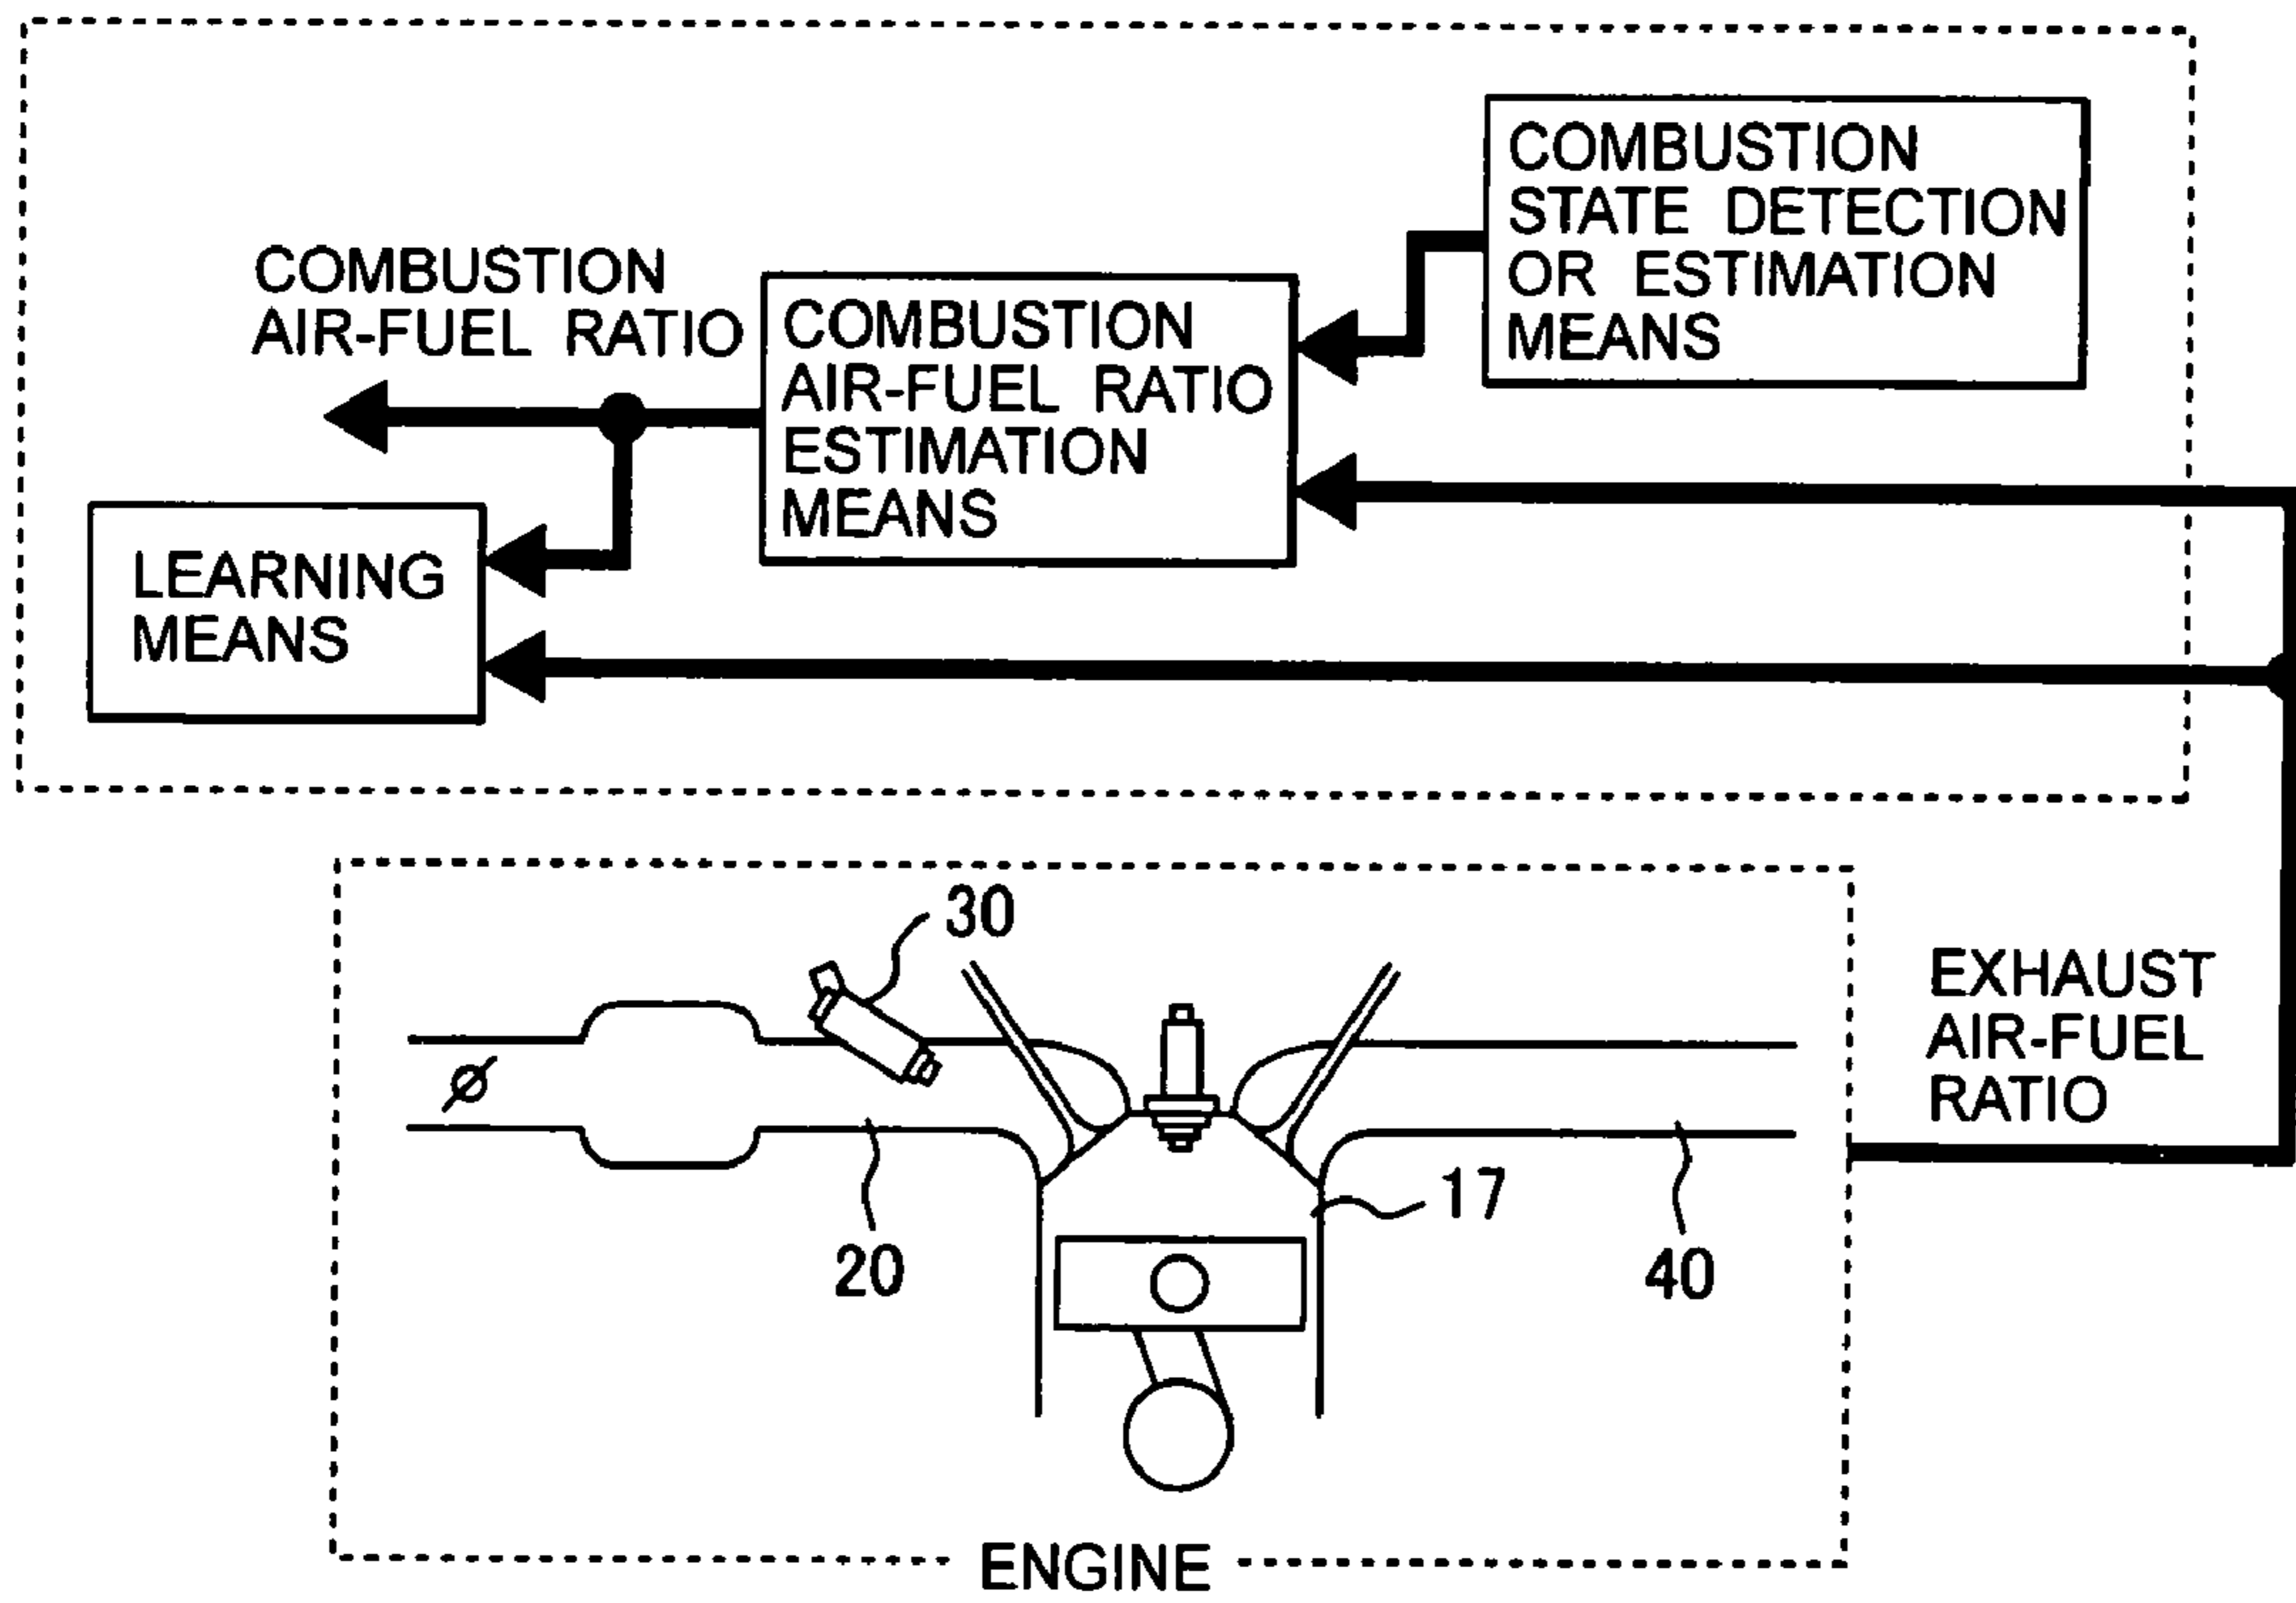 COMBUSTION
STATE DETECTION
OR ESTIMATION
MEANS
COMBUSTION
AIR-FUEL RATIO
COMBUSTION
AIR-FUEL RATIO
ESTIMATION
MEANS
LEARNING
MEANS
30
EXHAUST
AIR-FUEL
RATIO
17
20
40
ENGINE